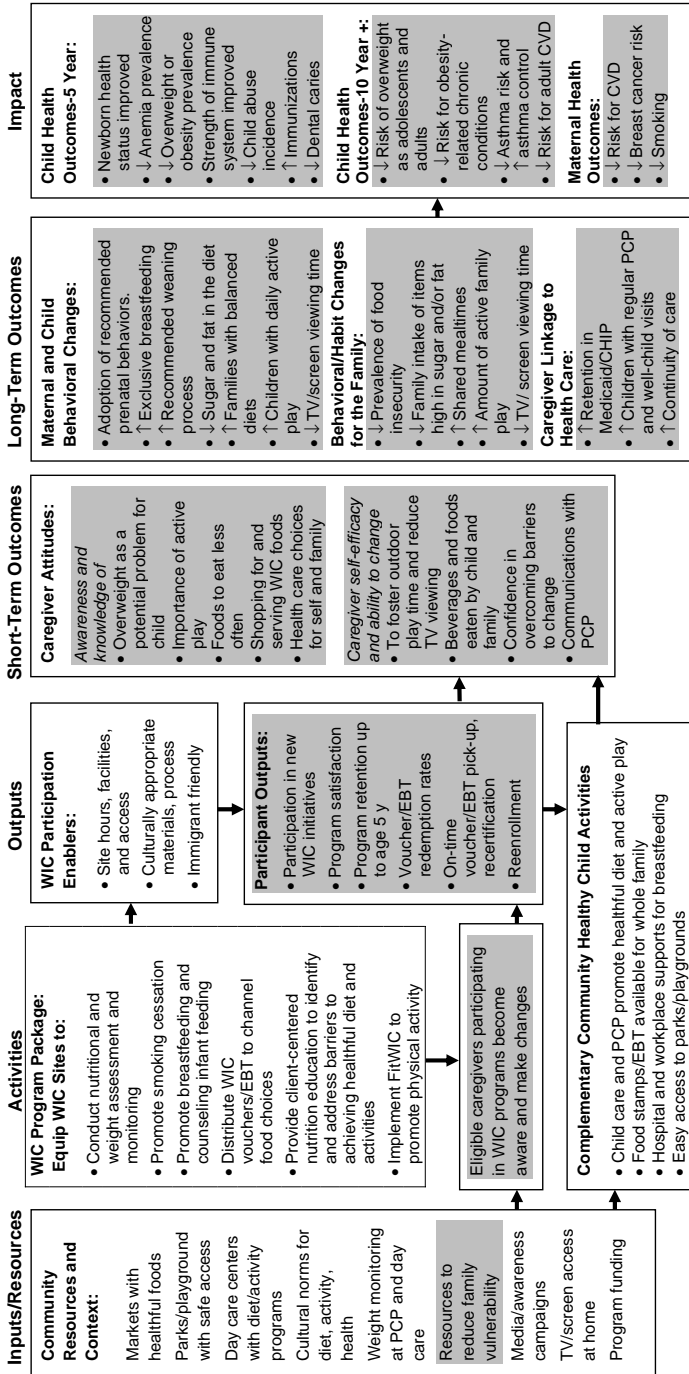 Inputs/Resources
Community
Resources and
Context:
Markets with
healthful foods
Parks/playground
with safe access
Day care centers
with diet/activity
programs
Cultural norms for
diet, activity,
health
Weight monitoring
at PCP and day
care
Resources to
reduce family
vulnerability
Media/awareness
campaigns
TV/screen access
at home
Program funding
Activities
WIC Program Package:
Equip WIC Sites to:
• Conduct nutritional and
weight assessment and
monitoring
• Promote smoking cessation
• Promote breastfeeding and
counseling infant feeding
• Distribute WIC
vouchers/EBT to channel
food choices
• Provide client-centered
nutrition education to identify
and address barriers to
achieving healthful diet and
activities
• Implement FitWIC to
promote physical activity
Eligible caregivers participating
in WIC programs become
aware and make changes
Complementary Community Healthy Child Activities
• Child care and PCP promote healthful diet and active play
• Food stamps/EBT available for whole family
• Hospital and workplace supports for breastfeeding
• Easy access to parks/playgrounds
Outputs
WIC Participation
Enablers:
• Site hours, facilities,
and access
• Culturally appropriate
materials, process
• Immigrant friendly
Participant Outputs:
• Participation in new
WIC initiatives
• Program satisfaction
• Program retention up
to age 5 y
• Voucher/EBT
redemption rates
• On-time
voucher/EBT pick-up,
recertification
• Reenrollment
Short-Term Outcomes
Caregiver Attitudes:
Awareness and
knowledge of
• Overweight as a
potential problem for
child
• Importance of active
play
• Foods to eat less
often
• Shopping for and
serving WIC foods
• Health care choices
for self and family
Caregiver self-efficacy
and ability to change
• To foster outdoor
play time and reduce
TV viewing
• Beverages and foods
eaten by child and
family
• Confidence in
overcoming barriers
to change
• Communications with
PCP
Long-Term Outcomes
Maternal and Child
Behavioral Changes:
• Adoption of recommended
prenatal behaviors.
• ↑ Exclusive breastfeeding
• ↑ Recommended weaning
process
• ↓ Sugar and fat in the diet
• ↑ Families with balanced
diets
• ↑ Children with daily active
play
• ↓ TV/screen viewing time
Behavioral/Habit Changes
for the Family:
• ↓ Prevalence of food
insecurity
• ↓ Family intake of items
high in sugar and/or fat
• ↑ Shared mealtimes
• ↑ Amount of active family
play
• ↓ TV/ screen viewing time
Caregiver Linkage to
Health Care:
• ↑ Retention in
Medicaid/CHIP
• ↑ Children with regular PCP
and well-child visits
• ↑ Continuity of care
Impact
Child Health
Outcomes-5 Year:
• Newborn health
status improved
• ↓ Anemia prevalence
• ↓ Overweight or
obesity prevalence
• Strength of immune
system improved
• ↓ Child abuse
incidence
• ↑ Immunizations
• ↓ Dental caries
Child Health
Outcomes-10 Year +:
• ↓ Risk of overweight
as adolescents and
adults
• ↓ Risk for obesity-
related chronic
conditions
• ↓ Asthma risk and
↑ asthma control
• ↓ Risk for adult CVD
Maternal Health
Outcomes:
• ↓ Risk for CVD
• ↓ Breast cancer risk
• ↓ Smoking